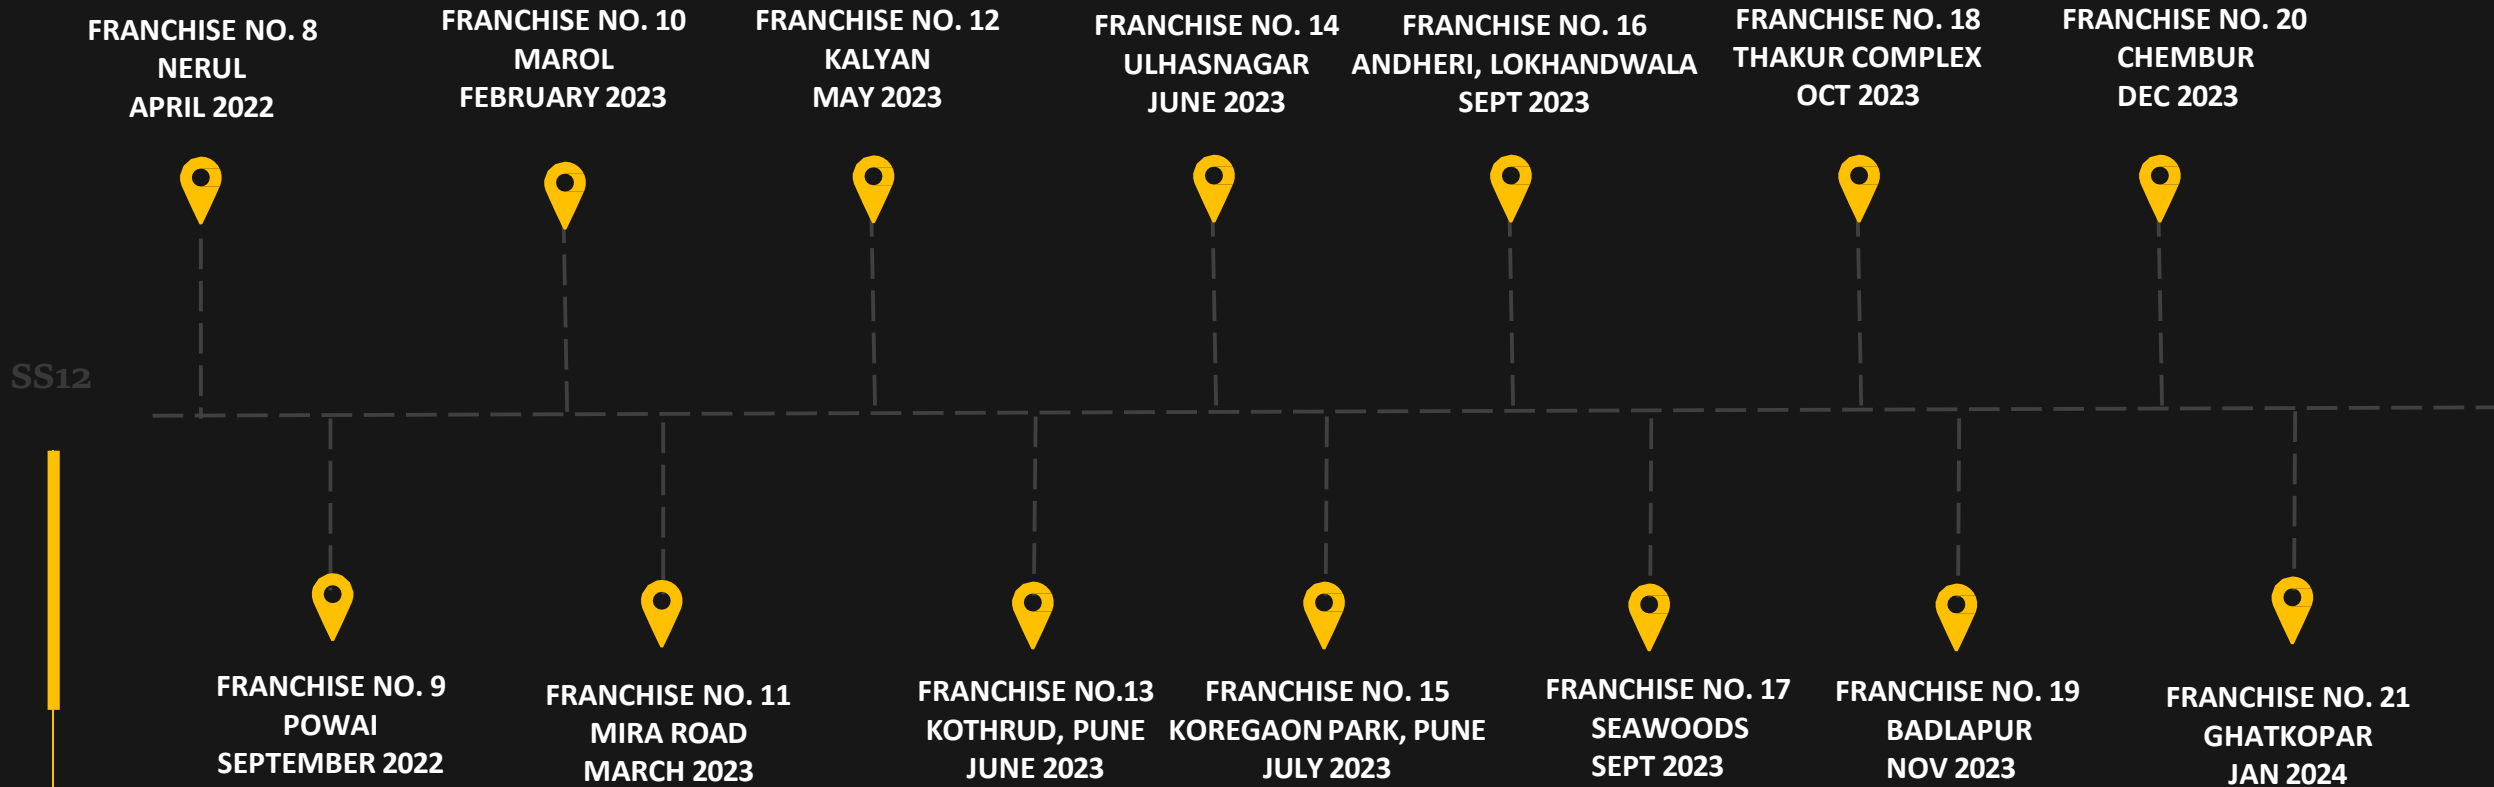 FRANCHISE NO. 8
NERUL
APRIL 2022
FRANCHISE NO. 10
MAROL
FEBRUARY 2023
FRANCHISE NO. 12
KALYAN
MAY 2023
FRANCHISE NO. 14
ULHASNAGAR
JUNE 2023
FRANCHISE NO. 16
ANDHERI, LOKHANDWALA
SEPT 2023
FRANCHISE NO. 18
THAKUR COMPLEX
OCT 2023
FRANCHISE NO. 20
CHEMBUR
DEC 2023
SS12
FRANCHISE NO. 9
POWAI
SEPTEMBER 2022
FRANCHISE NO. 11
MIRA ROAD
MARCH 2023
FRANCHISE NO.13
KOTHRUD, PUNE
JUNE 2023
FRANCHISE NO. 15
KOREGAON PARK, PUNE
JULY 2023
FRANCHISE NO. 17
SEAWOODS
SEPT 2023
FRANCHISE NO. 19
BADLAPUR
NOV 2023
FRANCHISE NO. 21
GHATKOPAR
JAN 2024